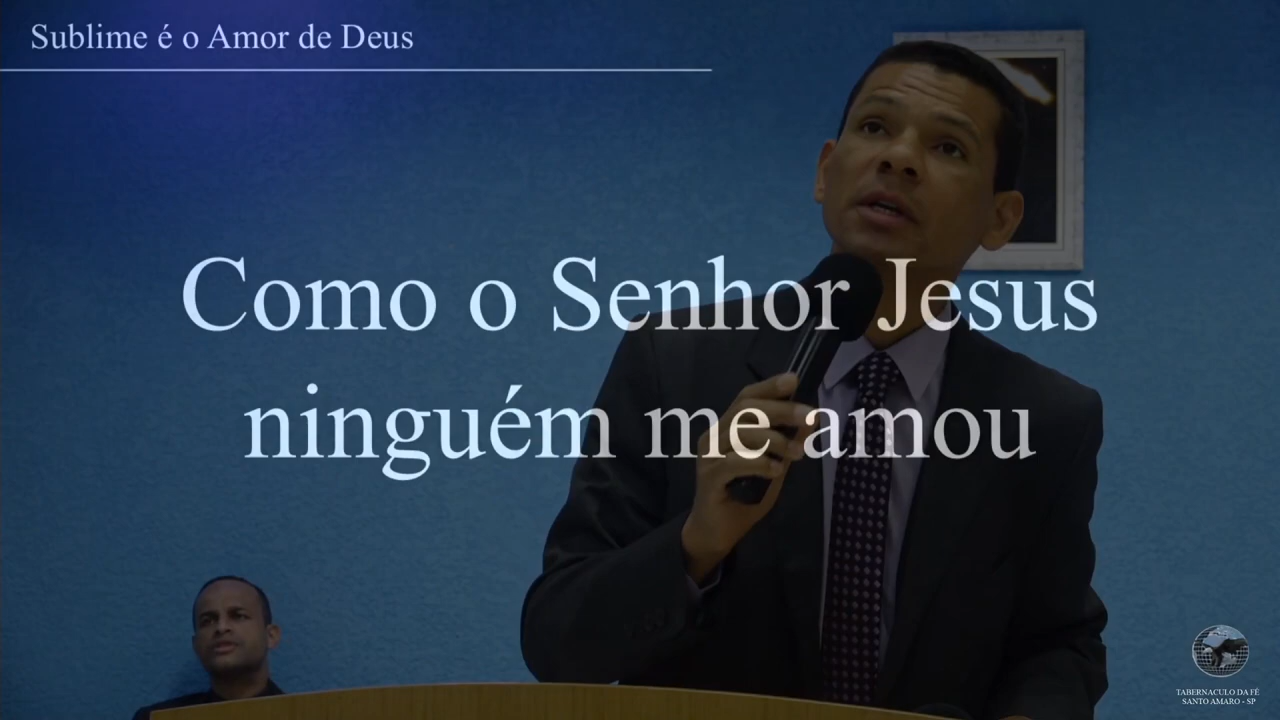 Sublime é o Amor de Deus
Como o Senhor Jesus
ninguém me amou
TABERNACULO DA FÉ
SANTO AMARO - SP